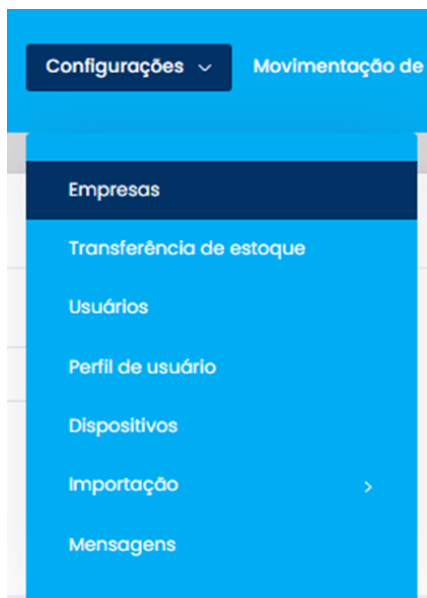 Configurações Movimentação de
Empresas
Transferência de estoque
Usuários
Perfil de usuário
Dispositivos
Importação
Mensagens